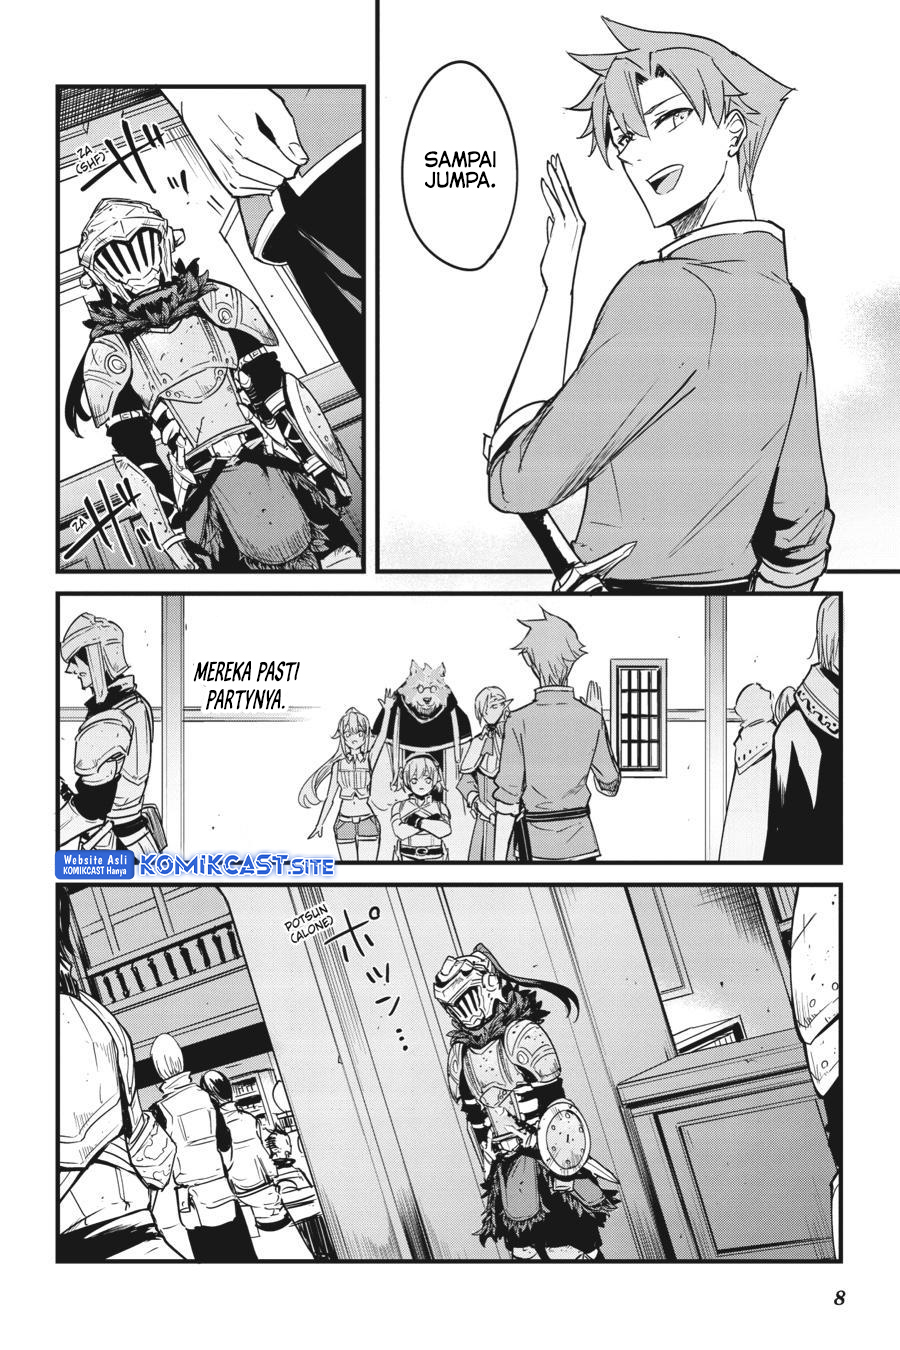 SAMPAI
JUMPA.
ZA
(SHF)
ザッ
ZA
ザッ
MEREKA PASTI
PARTYNYA.
Website Asli
KOMIKCAST Hanya
KOMIKCAST.SITE
POTSUN
(ALONE)
ポツン…
8